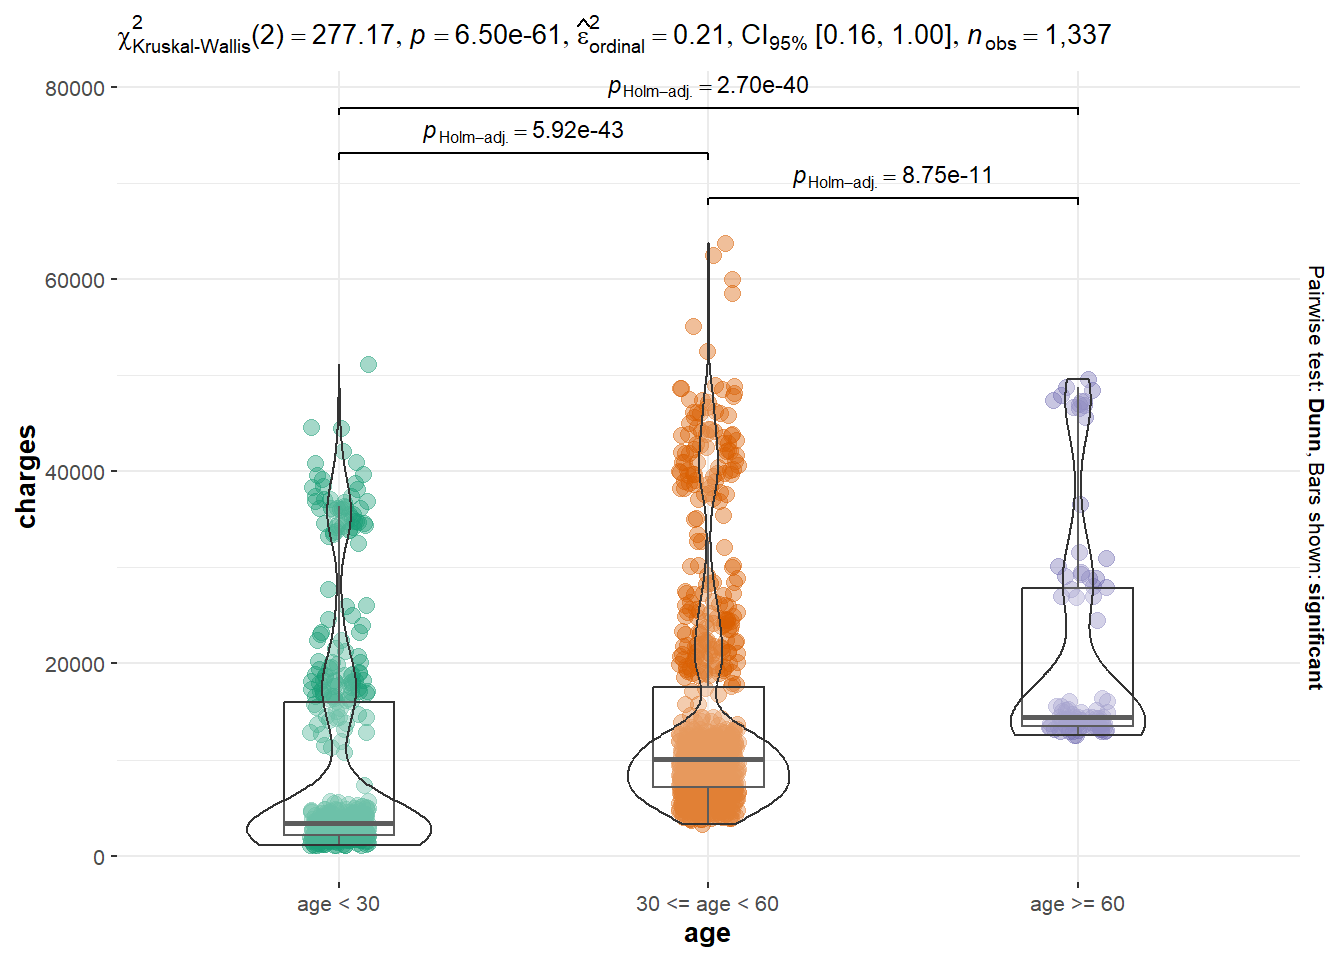 χ²Kruskal-Wallis(2) = 277.17, p = 6.50e-61, ε̂²ordinal = 0.21, CI95% [0.16, 1.00], nobs = 1,337
80000
pHolm–adj. = 2.70e-40
pHolm–adj. = 5.92e-43
pHolm–adj. = 8.75e-11
60000
40000
20000
0
charges
age < 30
30 <= age < 60
age >= 60
age
Pairwise test: Dunn, Bars shown: significant